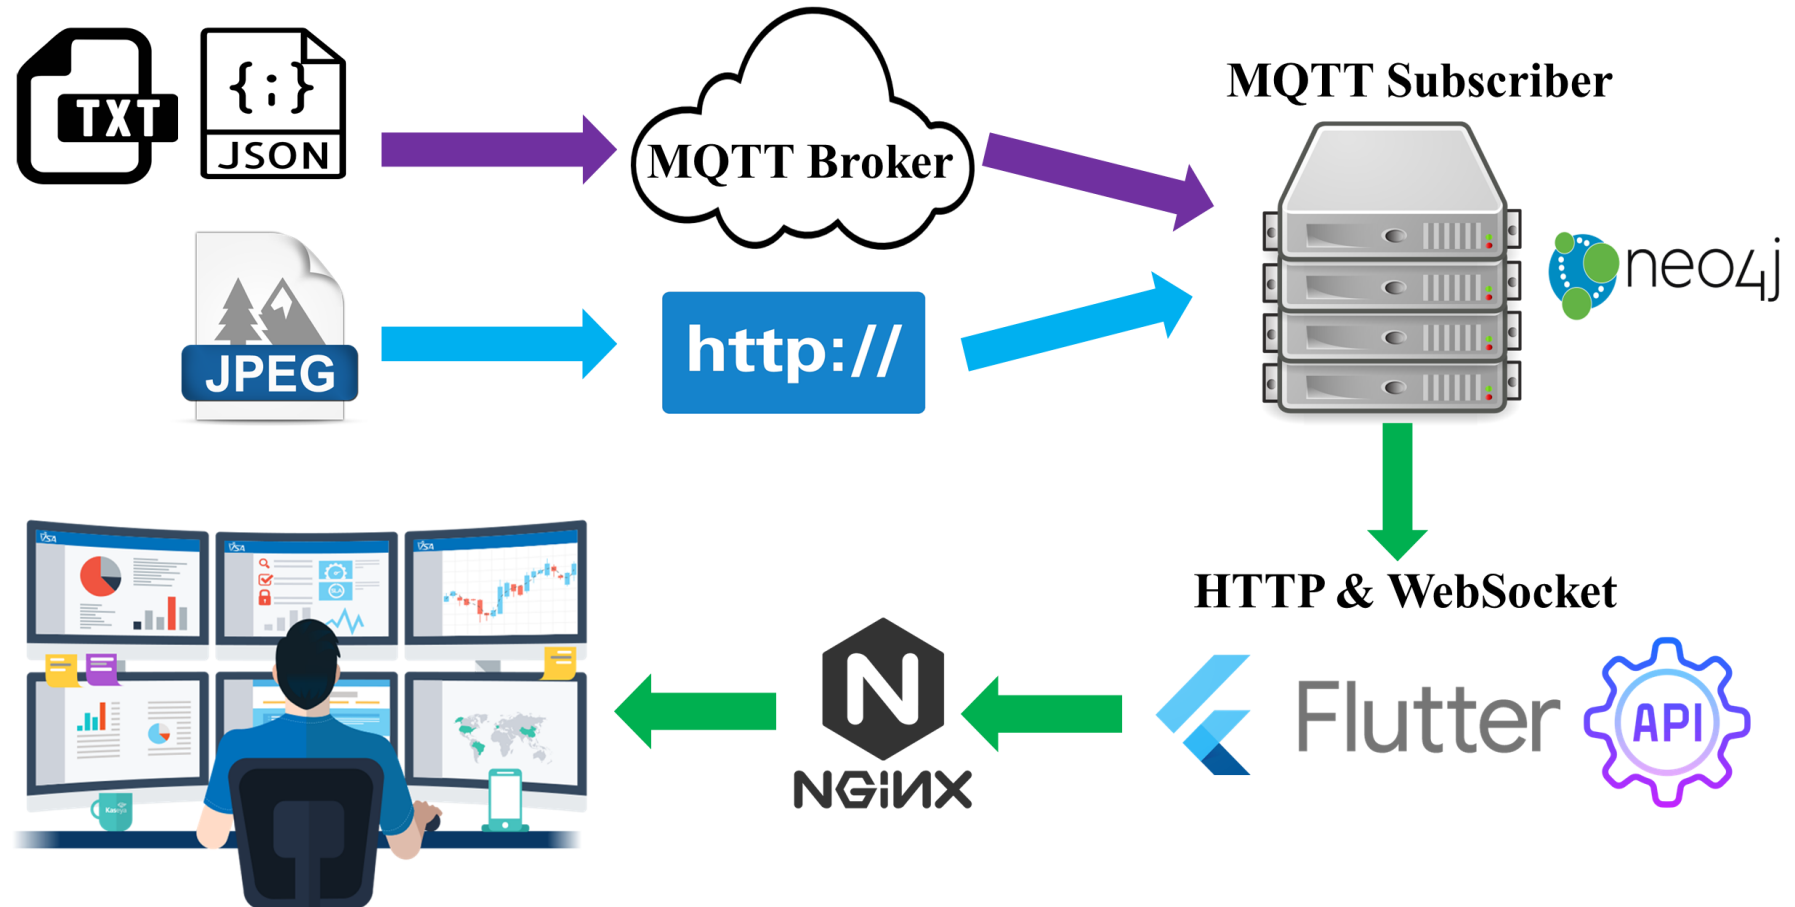 TXT
{;}
JSON
MQTT Broker
MQTT Subscriber
neo4j
JPEG
http://
HTTP & WebSocket
Flutter
API
N
NGiNX